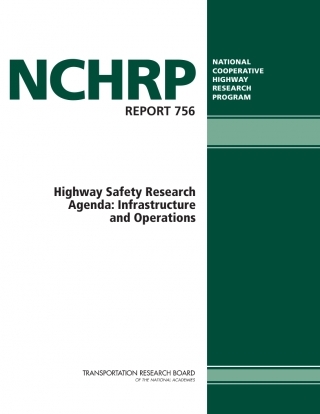 NCHRP
REPORT 756
NATIONAL
COOPERATIVE
HIGHWAY
RESEARCH
PROGRAM
Highway Safety Research
Agenda: Infrastructure
and Operations
TRANSPORTATION RESEARCH BOARD
OF THE NATIONAL ACADEMIES